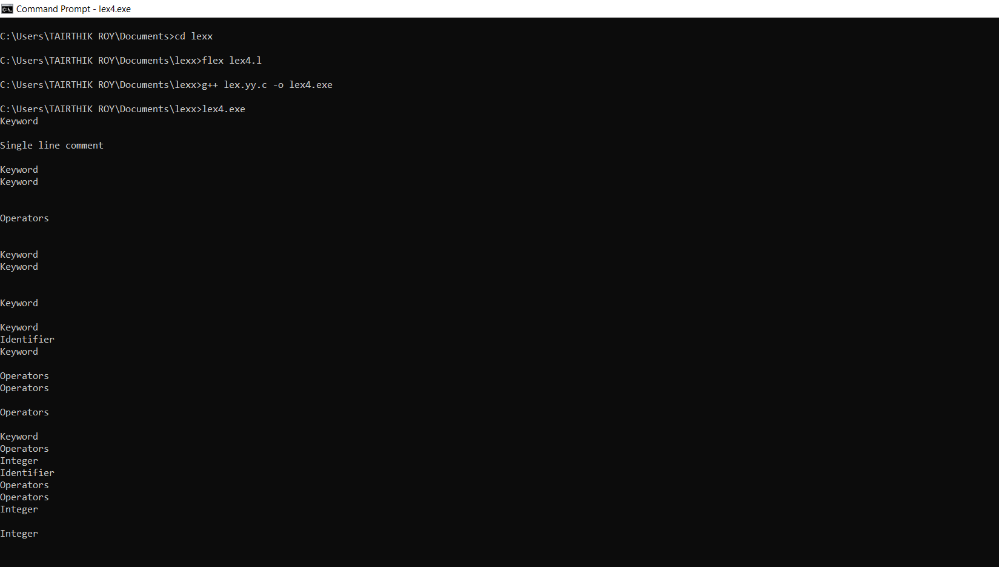 Command Prompt - lex4.exe
C:\Users\TAIRTHIK ROY\Documents>cd lexx
C:\Users\TAIRTHIK ROY\Documents\lexx>flex lex4.l
C:\Users\TAIRTHIK ROY\Documents\lexx>g++ lex.yy.c -o lex4.exe
C:\Users\TAIRTHIK ROY\Documents\lexx>lex4.exe
Keyword
Single line comment
Keyword
Keyword
Operators
Keyword
Keyword
Keyword
Keyword
Identifier
Keyword
Operators
Operators
Operators
Keyword
Operators
Integer
Identifier
Operators
Operators
Integer
Integer